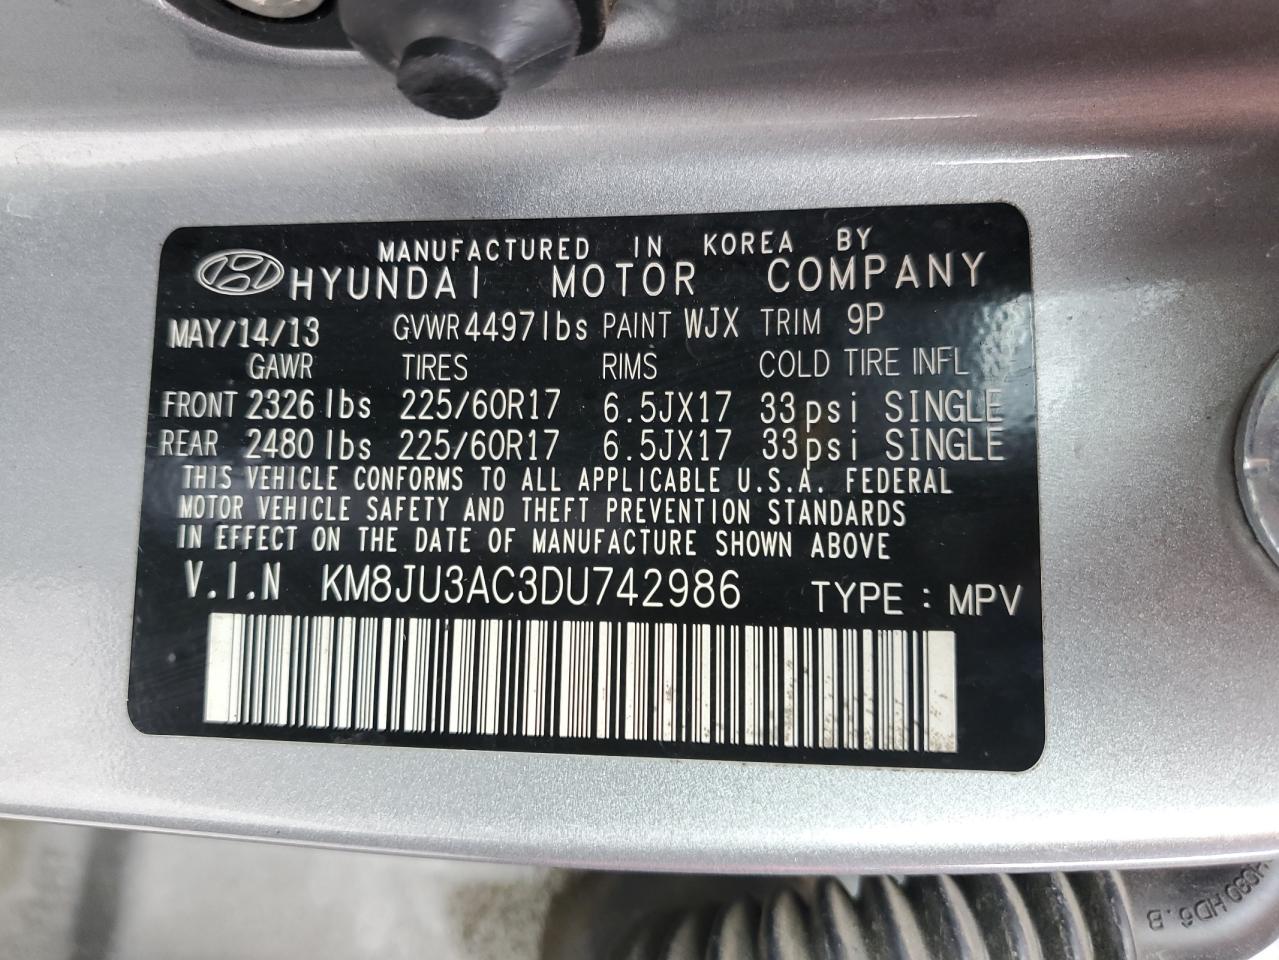 MANUFACTURED IN KOREA BY
HYUNDAI MOTOR COMPANY
MAY/14/13 GVWR 4497lbs PAINT WJX TRIM 9P
GAWR TIRES RIMS COLD TIRE INFL
FRONT 2326 lbs 225/60R17 6.5JX17 33psi SINGLE
REAR 2480 lbs 225/60R17 6.5JX17 33psi SINGLE
THIS VEHICLE CONFORMS TO ALL APPLICABLE U.S.A. FEDERAL
MOTOR VEHICLE SAFETY AND THEFT PREVENTION STANDARDS
IN EFFECT ON THE DATE OF MANUFACTURE SHOWN ABOVE
V.I.N KM8JU3AC3DU742986 TYPE : MPV
HD6.B